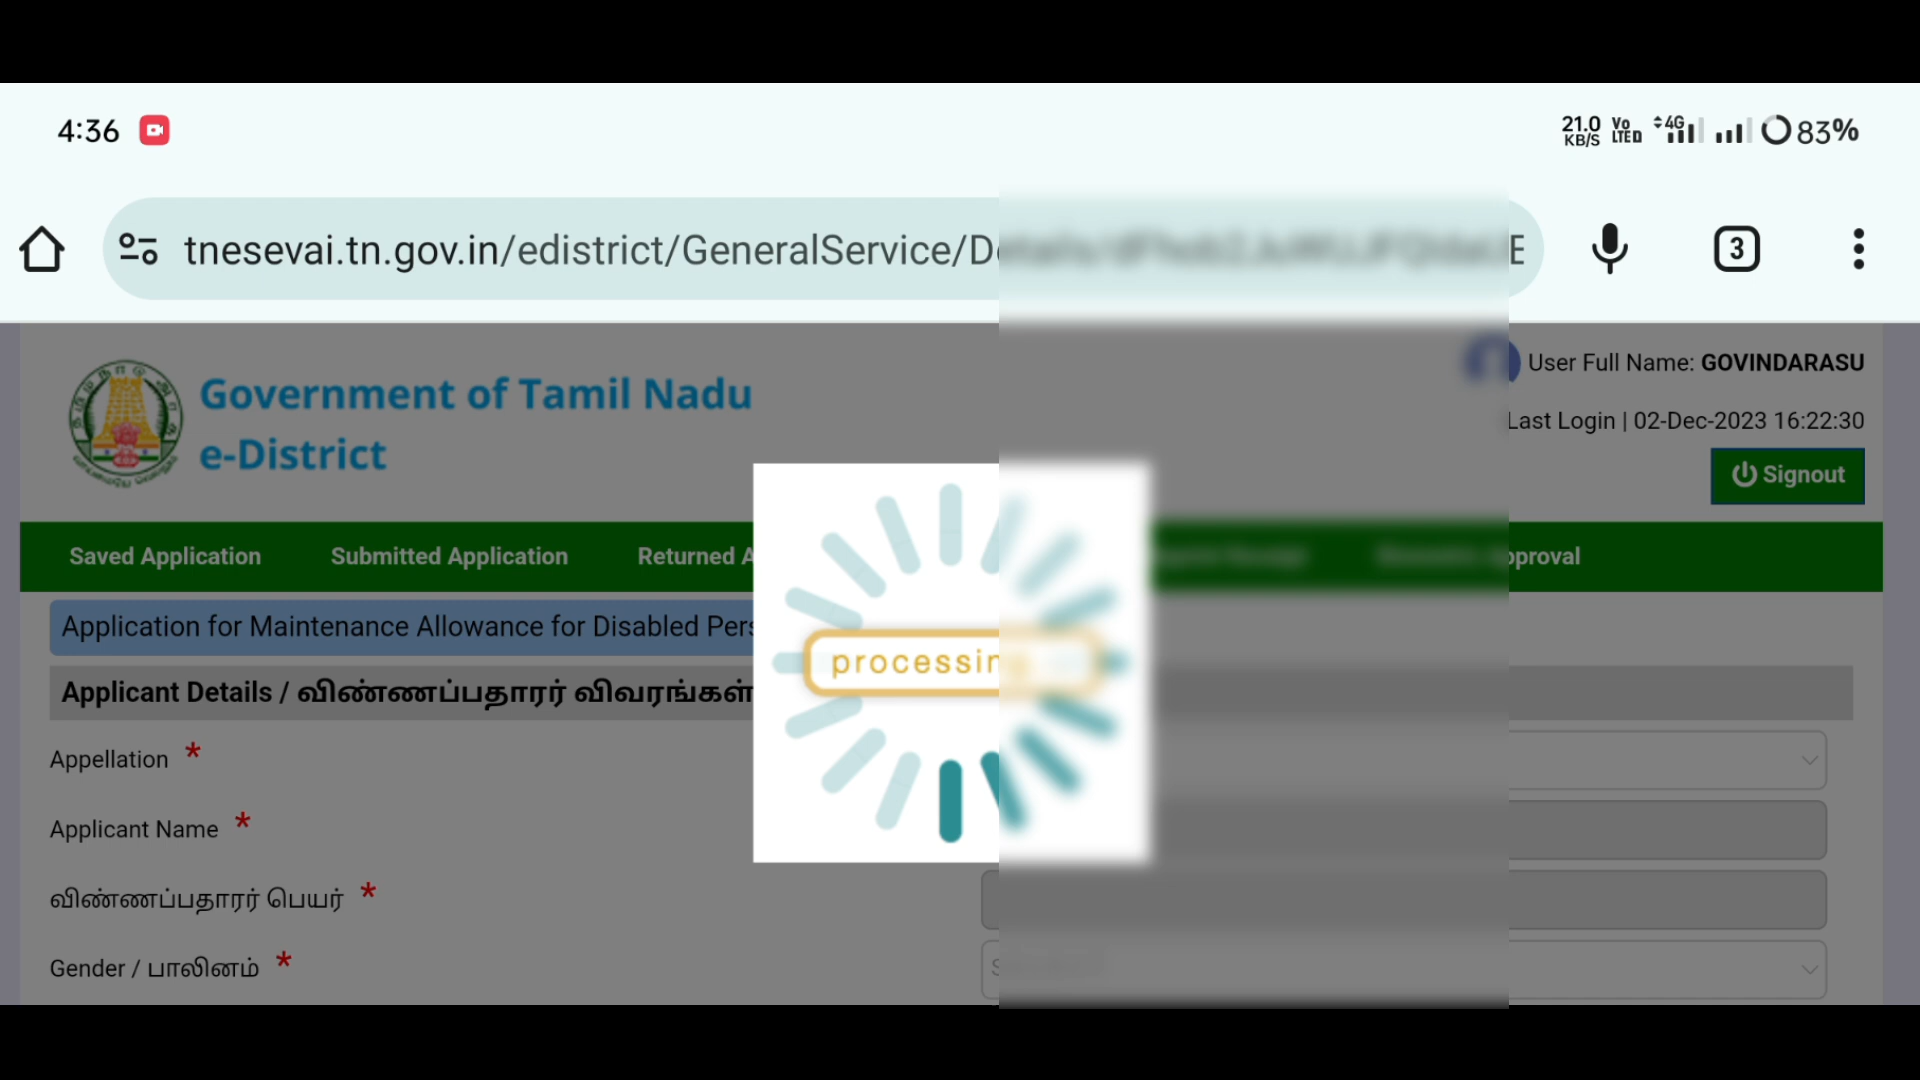 4:36
21.0 KB/S Vo LTE 4G 83%
tnesevai.tn.gov.in/edistrict/GeneralService/
3
Government of Tamil Nadu
e-District
User Full Name: GOVINDARASU
Last Login | 02-Dec-2023 16:22:30
Signout
Saved Application Submitted Application Returned
Application for Maintenance Allowance for Disabled
processing
Applicant Details / விண்ணப்பதாரர் விவரங்கள்
Appellation *
Applicant Name *
விண்ணப்பதாரர் பெயர் *
Gender / பாலினம் *